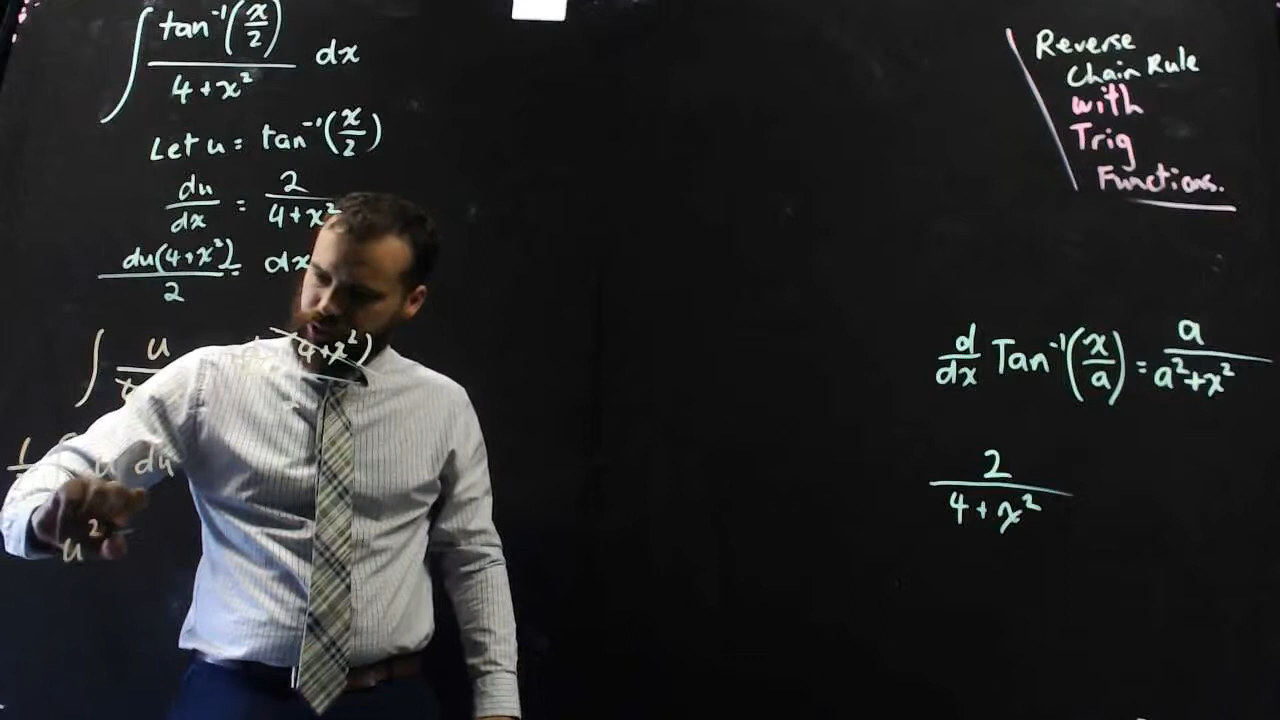 ∫ tan⁻¹(x/2) / 4 + x² dx
Let u = tan⁻¹(x/2)
du/dx = 2 / 4 + x²
du(4 + x²) / 2 = dx
∫ u
4 + x²)
u du
u²
Reverse
Chain Rule
with
Trig
Functions.
d/dx Tan⁻¹(x/a) = a / a² + x²
2 / 4 + x²